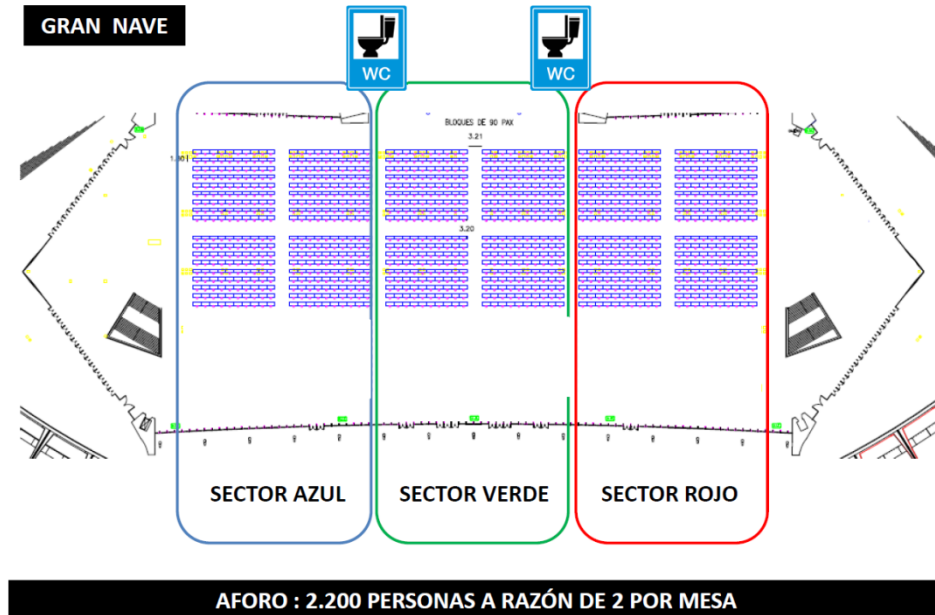 GRAN NAVE
WC
WC
BLOQUES DE 90 PAX
3.21
3.20
SECTOR AZUL
SECTOR VERDE
SECTOR ROJO
AFORO : 2.200 PERSONAS A RAZÓN DE 2 POR MESA